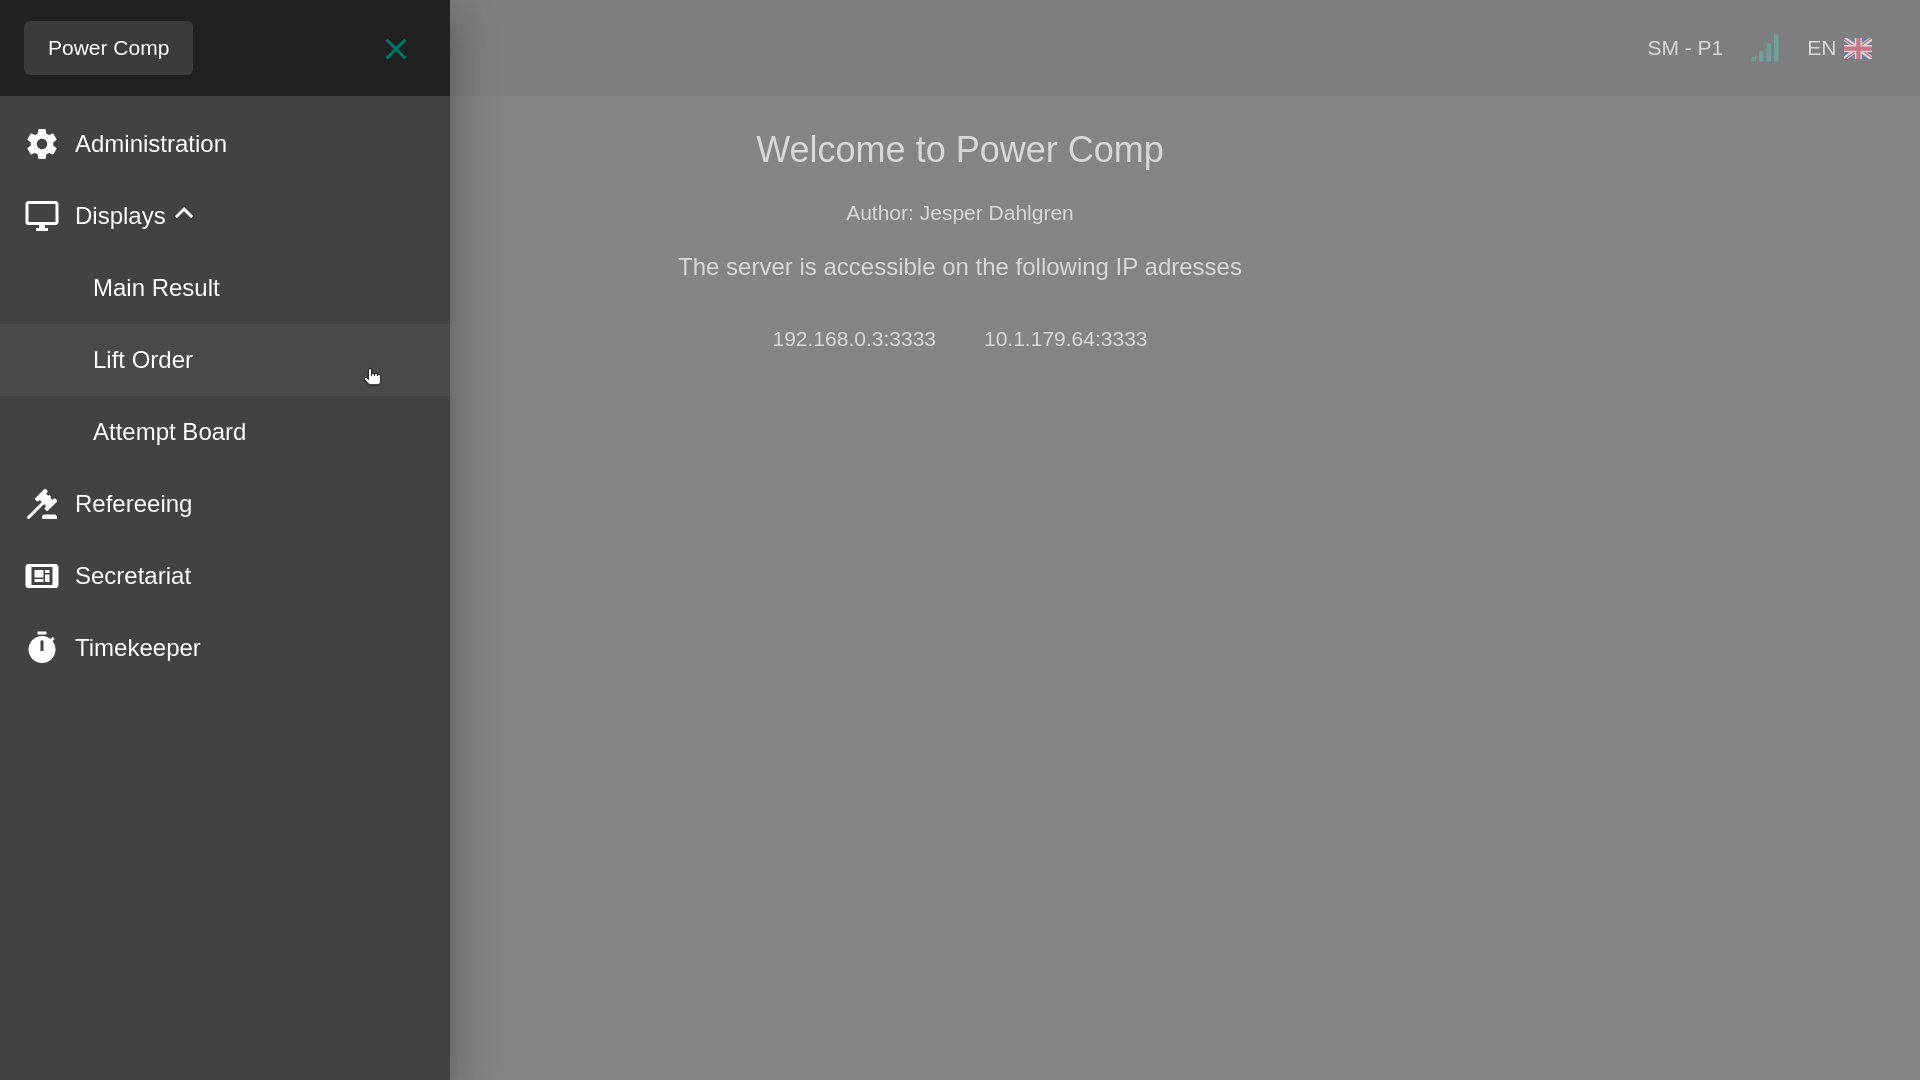 Power Comp
SM - P1
EN
Administration
Displays
Main Result
Lift Order
Attempt Board
Refereeing
Secretariat
Timekeeper
Welcome to Power Comp
Author: Jesper Dahlgren
The server is accessible on the following IP adresses
192.168.0.3:3333 10.1.179.64:3333